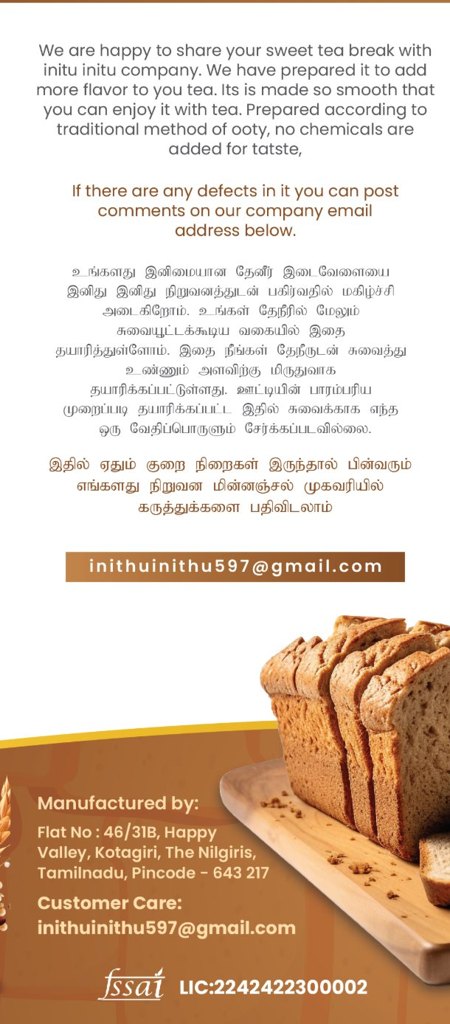 We are happy to share your sweet tea break with
initu initu company. We have prepared it to add
more flavor to you tea. Its is made so smooth that
you can enjoy it with tea. Prepared according to
traditional method of ooty, no chemicals are
added for tatste,
If there are any defects in it you can post
comments on our company email
address below.
உங்களது இனிமையான தேனீர் இடைவேளையை
இனிது இனிது நிறுவனத்துடன் பகிர்வதில் மகிழ்ச்சி
அடைகிறோம். உங்கள் தேநீரில் மேலும்
சுவையூட்டக்கூடிய வகையில் இதை
தயாரித்துள்ளோம். இதை நீங்கள் தேநீருடன் சுவைத்து
உண்ணும் அளவிற்கு மிருதுவாக
தயாரிக்கப்பட்டுள்ளது. ஊட்டியின் பாரம்பரிய
முறைப்படி தயாரிக்கப்பட்ட இதில் சுவைக்காக எந்த
ஒரு வேதிப்பொருளும் சேர்க்கப்படவில்லை.
இதில் ஏதும் குறை நிறைகள் இருந்தால் பின்வரும்
எங்களது நிறுவன மின்னஞ்சல் முகவரியில்
கருத்துக்களை பதிவிடலாம்
inithuinithu597@gmail.com
Manufactured by:
Flat No : 46/31B, Happy
Valley, Kotagiri, The Nilgiris,
Tamilnadu, Pincode - 643 217
Customer Care:
inithuinithu597@gmail.com
fssai LIC:2242422300002